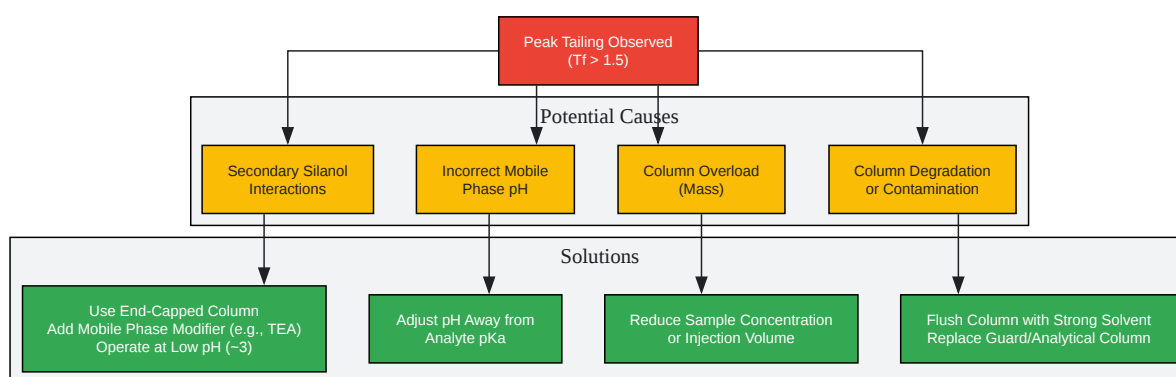 Peak Tailing Observed
(Tf > 1.5)
Potential Causes
Secondary Silanol
Interactions
Incorrect Mobile
Phase pH
Column Overload
(Mass)
Column Degradation
or Contamination
Solutions
Use End-Capped Column
Add Mobile Phase Modifier (e.g., TEA)
Operate at Low pH (~3)
Adjust pH Away from
Analyte pKa
Reduce Sample Concentration
or Injection Volume
Flush Column with Strong Solvent
Replace Guard/Analytical Column